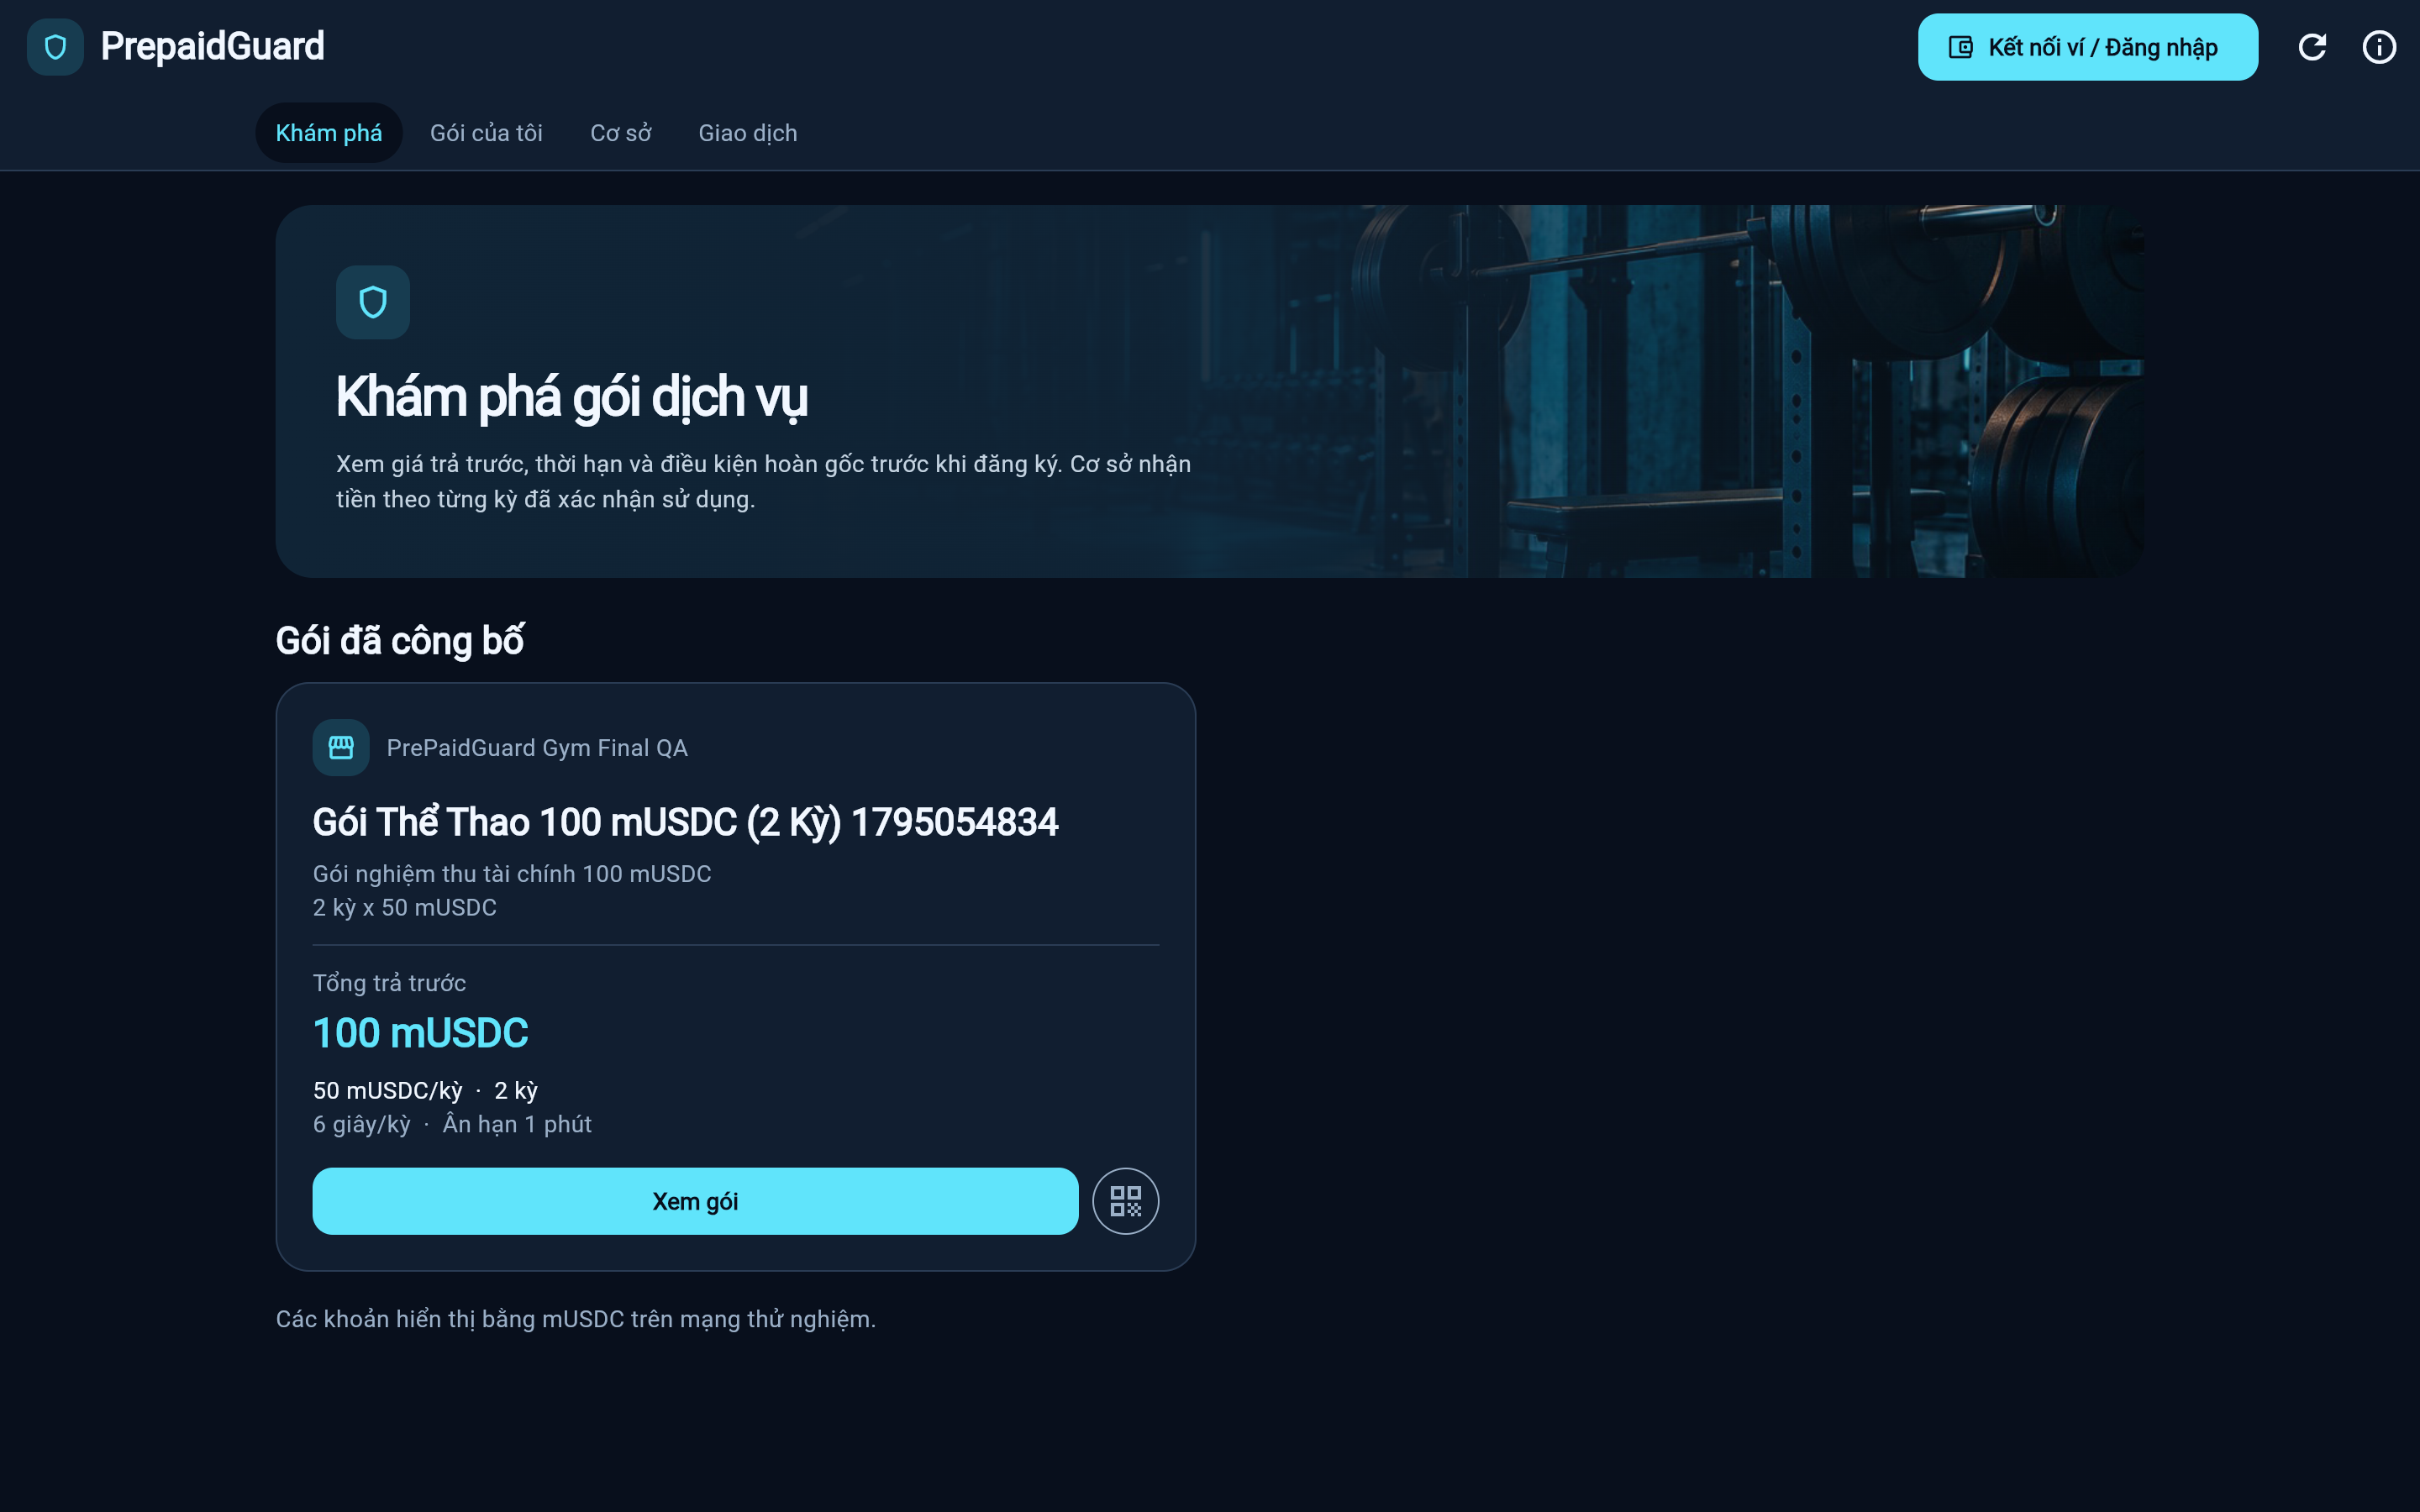 PrepaidGuard
Kết nối ví / Đăng nhập
Khám phá
Gói của tôi
Cơ sở
Giao dịch
Khám phá gói dịch vụ
Xem giá trả trước, thời hạn và điều kiện hoàn gốc trước khi đăng ký. Cơ sở nhận
tiền theo từng kỳ đã xác nhận sử dụng.
Gói đã công bố
PrePaidGuard Gym Final QA
Gói Thể Thao 100 mUSDC (2 Kỳ) 1795054834
Gói nghiệm thu tài chính 100 mUSDC
2 kỳ x 50 mUSDC
Tổng trả trước
100 mUSDC
50 mUSDC/kỳ · 2 kỳ
6 giây/kỳ · Ân hạn 1 phút
Xem gói
Các khoản hiển thị bằng mUSDC trên mạng thử nghiệm.